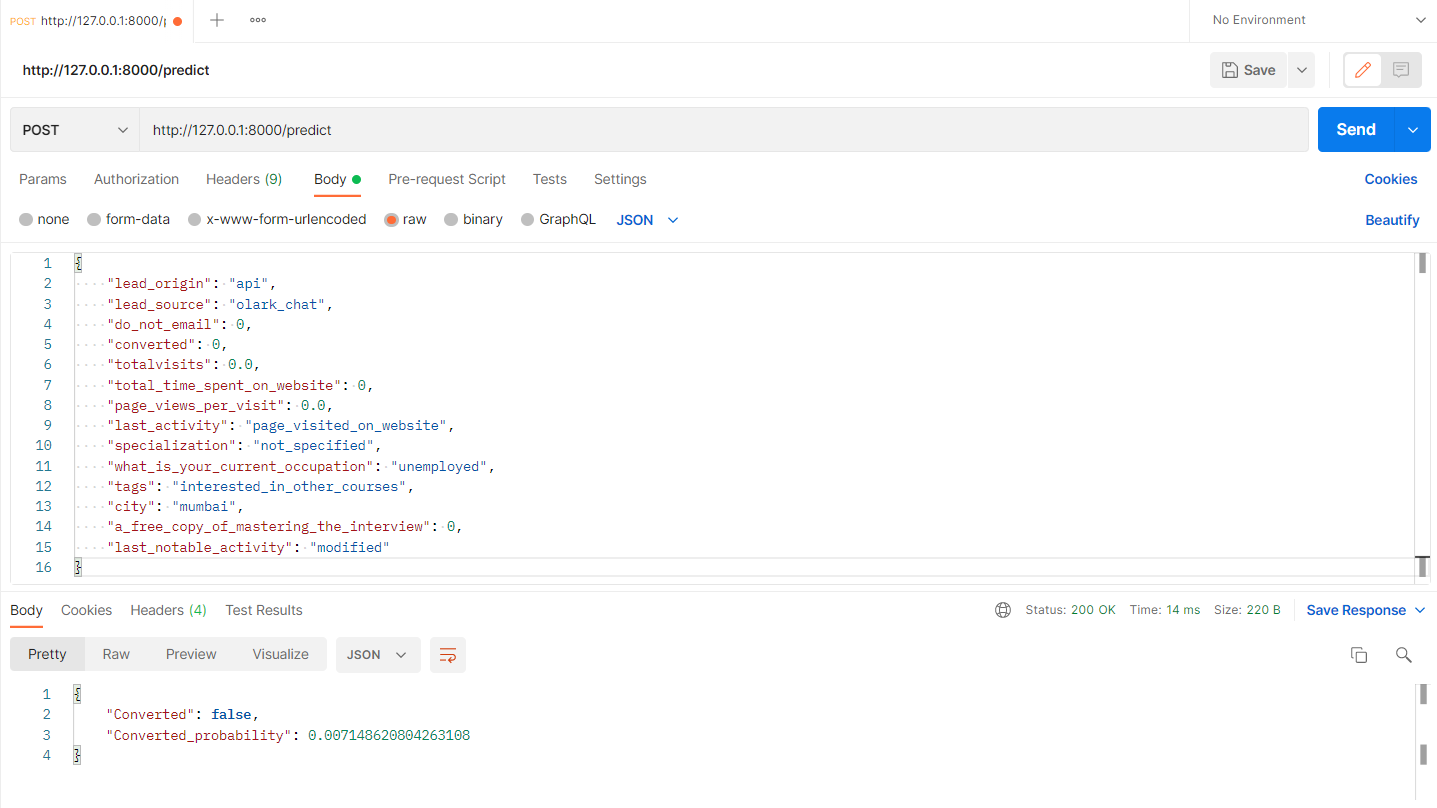 POST http://127.0.0.1:8000/p No Environment
http://127.0.0.1:8000/predict Save
POST http://127.0.0.1:8000/predict Send
Params Authorization Headers (9) Body Pre-request Script Tests Settings Cookies
none form-data x-www-form-urlencoded raw binary GraphQL JSON Beautify
1 {
2 "lead_origin": "api",
3 "lead_source": "olark_chat",
4 "do_not_email": 0,
5 "converted": 0,
6 "totalvisits": 0.0,
7 "total_time_spent_on_website": 0,
8 "page_views_per_visit": 0.0,
9 "last_activity": "page_visited_on_website",
10 "specialization": "not_specified",
11 "what_is_your_current_occupation": "unemployed",
12 "tags": "interested_in_other_courses",
13 "city": "mumbai",
14 "a_free_copy_of_mastering_the_interview": 0,
15 "last_notable_activity": "modified"
16 }
Body Cookies Headers (4) Test Results Status: 200 OK Time: 14 ms Size: 220 B Save Response
Pretty Raw Preview Visualize JSON
1 {
2 "Converted": false,
3 "Converted_probability": 0.007148620804263108
4 }